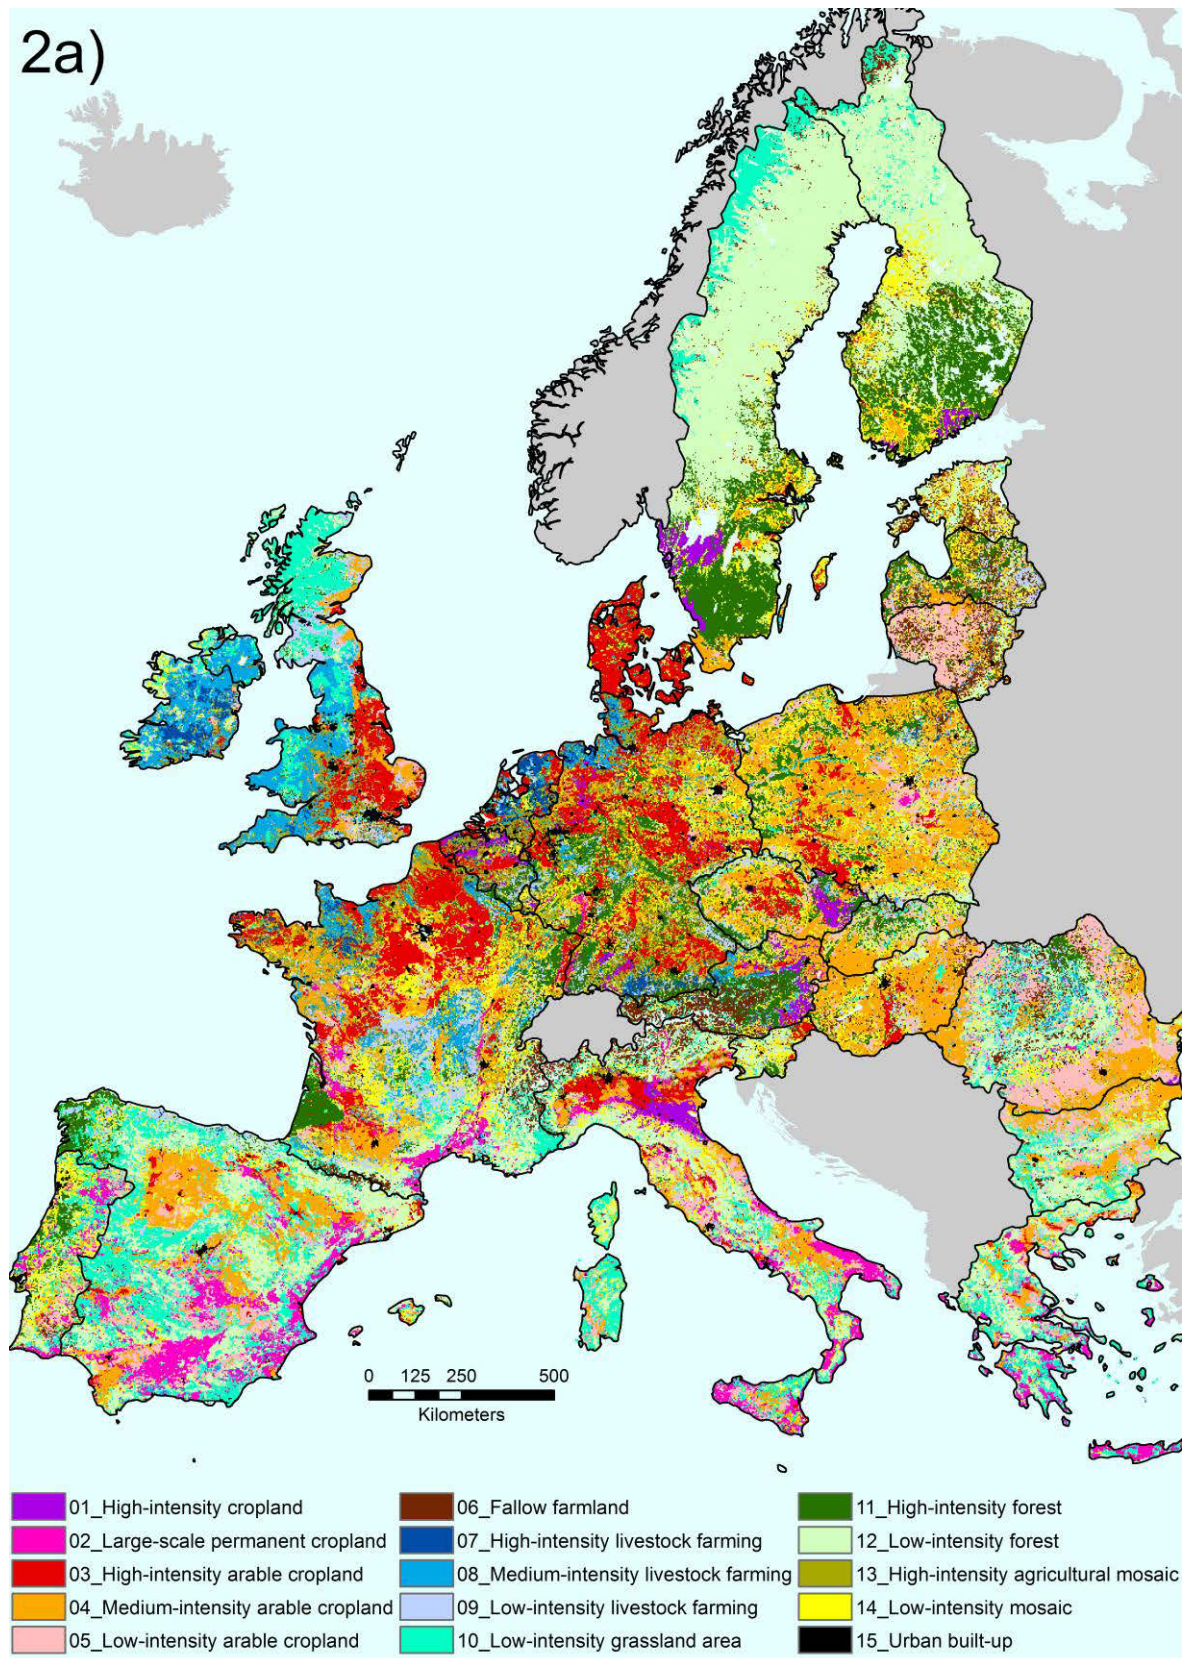 2a)
0 125 250 500
Kilometers
01_High-intensity cropland
02_Large-scale permanent cropland
03_High-intensity arable cropland
04_Medium-intensity arable cropland
05_Low-intensity arable cropland
06_Fallow farmland
07_High-intensity livestock farming
08_Medium-intensity livestock farming
09_Low-intensity livestock farming
10_Low-intensity grassland area
11_High-intensity forest
12_Low-intensity forest
13_High-intensity agricultural mosaic
14_Low-intensity mosaic
15_Urban built-up